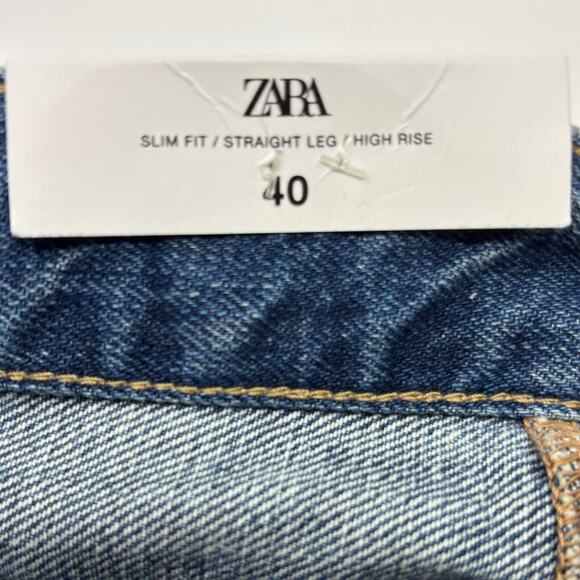 ZARA
SLIM FIT / STRAIGHT LEG / HIGH RISE
40